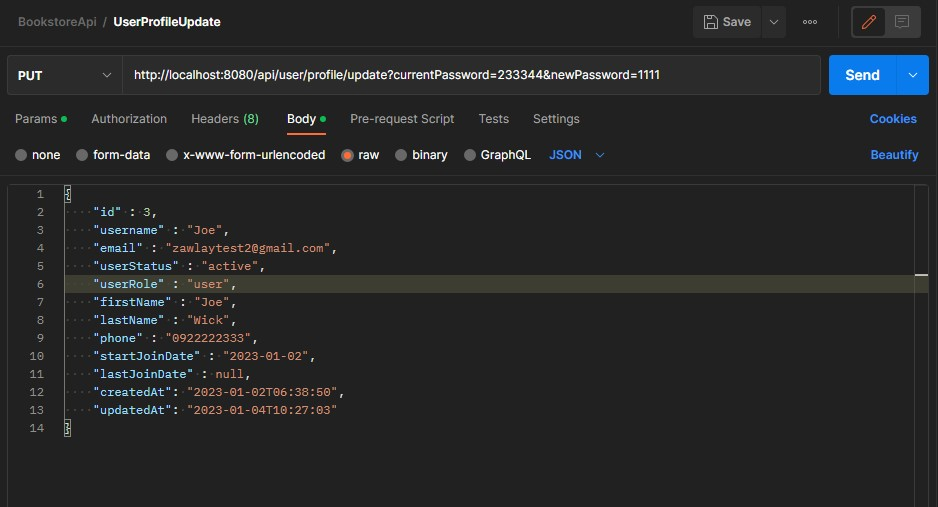 BookstoreApi / UserProfileUpdate
Save
PUT
http://localhost:8080/api/user/profile/update?currentPassword=233344&newPassword=1111
Send
Params Authorization Headers (8) Body Pre-request Script Tests Settings Cookies
none form-data x-www-form-urlencoded raw binary GraphQL JSON Beautify
1 {
2 "id" : 3,
3 "username" : "Joe",
4 "email" : "zawlaytest2@gmail.com",
5 "userStatus" : "active",
6 "userRole" : "user",
7 "firstName" : "Joe",
8 "lastName" : "Wick",
9 "phone" : "0922222333",
10 "startJoinDate" : "2023-01-02",
11 "lastJoinDate" : null,
12 "createdAt": "2023-01-02T06:38:50",
13 "updatedAt": "2023-01-04T10:27:03"
14 }